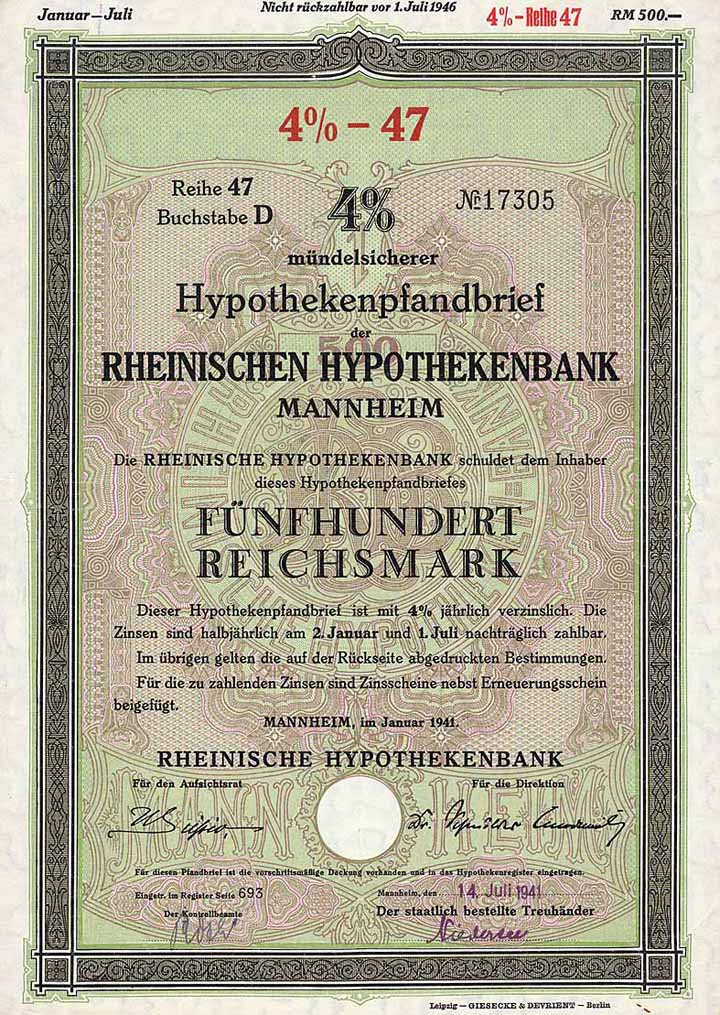 Januar—Juli
Nicht rückzahlbar vor 1. Juli 1946
4%-Reihe 47
RM 500.—
4% – 47
Reihe 47
Buchstabe D
4%
№17305
mündelsicherer
Hypothekenpfandbrief
der
500
RHEINISCHEN HYPOTHEKENBANK
MANNHEIM
Die RHEINISCHE HYPOTHEKENBANK schuldet dem Inhaber
dieses Hypothekenpfandbriefes
FÜNFHUNDERT
REICHSMARK
Dieser Hypothekenpfandbrief ist mit 4% jährlich verzinslich. Die
Zinsen sind halbjährlich am 2. Januar und 1. Juli nachträglich zahlbar.
Im übrigen gelten die auf der Rückseite abgedruckten Bestimmungen.
Für die zu zahlenden Zinsen sind Zinsscheine nebst Erneuerungsschein
beigefügt.
MANNHEIM, im Januar 1941.
RHEINISCHE HYPOTHEKENBANK
Für den Aufsichtsrat
Für die Direktion
MANNHEIM
Dr.
Für diesen Pfandbrief ist die vorschriftsmäßige Deckung vorhanden und in das Hypothekenregister eingetragen.
Eingetr. im Register Seite 693
Mannheim, den 14. Juli 1941
Der Kontrollbeamte
Der staatlich bestellte Treuhänder
Leipzig — GIESECKE & DEVRIENT — Berlin